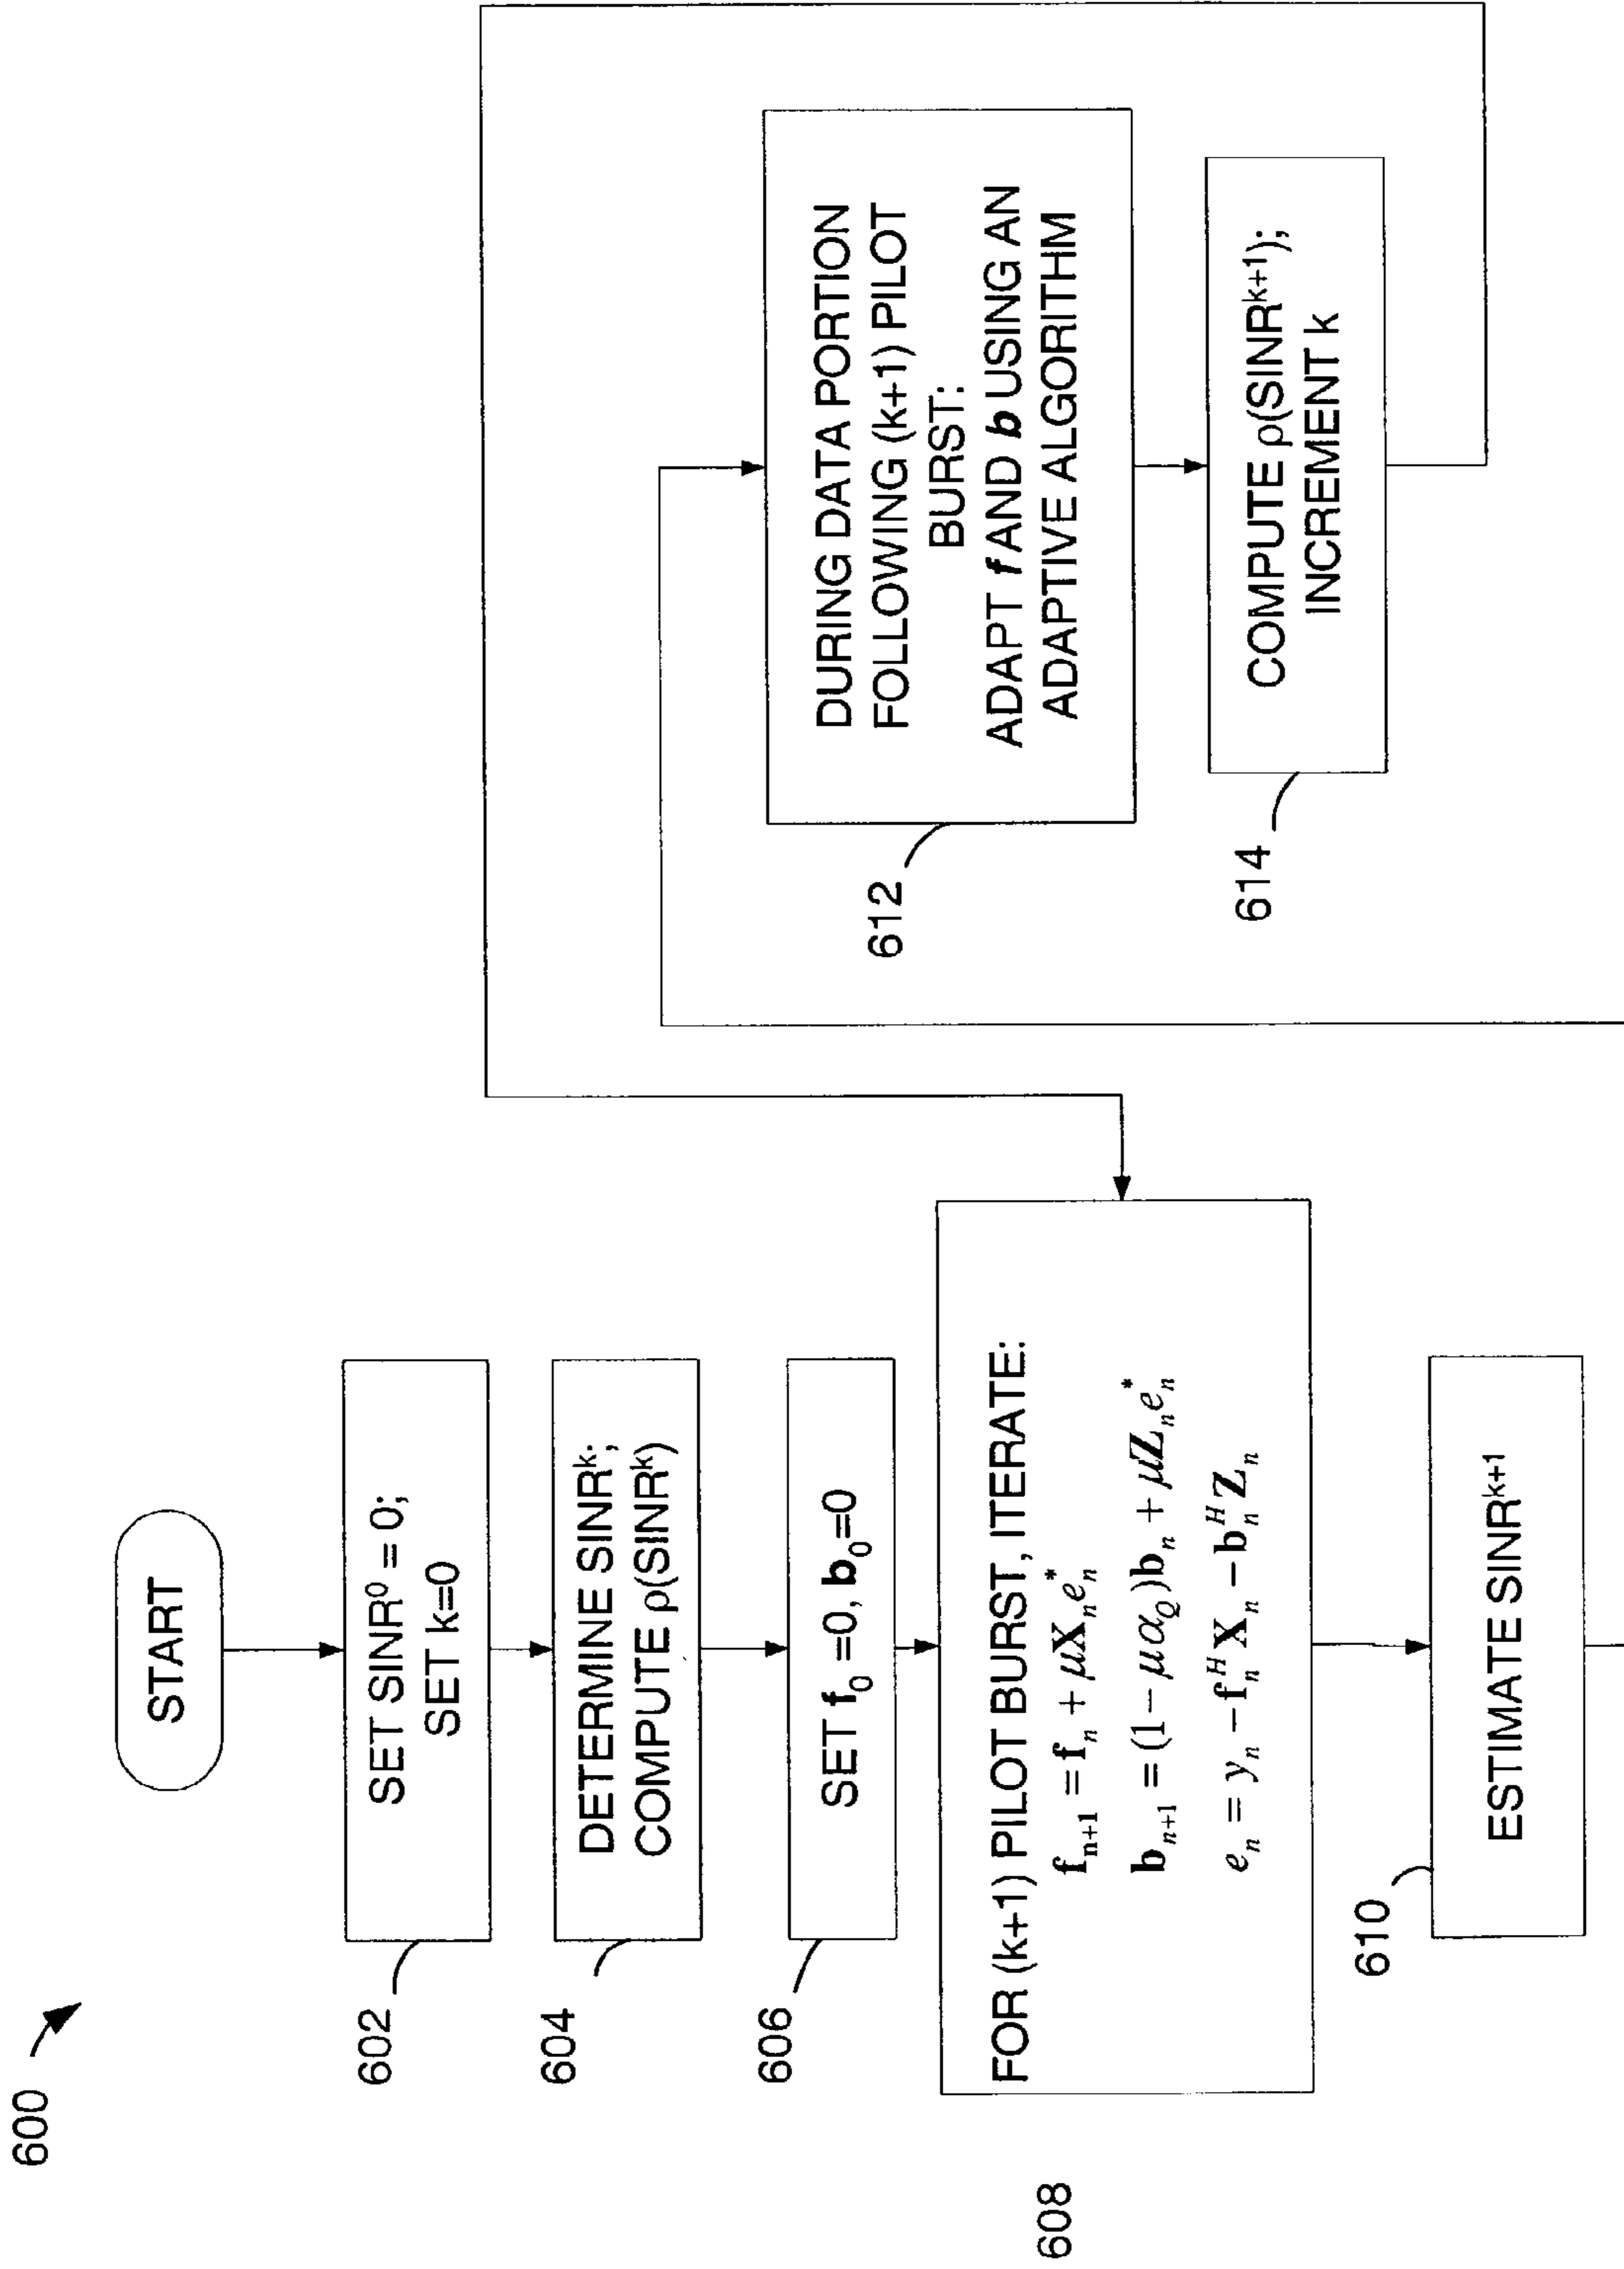 600
START
602
SET SINR⁰ = 0;
SET k=0
604
DETERMINE SINRᵏ;
COMPUTE ρ(SINRᵏ)
606
SET f₀ =0, b₀=0
608
FOR (k+1) PILOT BURST, ITERATE:
fₙ₊₁ = fₙ + μXₙeₙ*
bₙ₊₁ = (1 − μα_Q)bₙ + μZₙeₙ*
eₙ = yₙ − fₙᴴXₙ − bₙᴴZₙ
610
ESTIMATE SINRᵏ⁺¹
612
DURING DATA PORTION
FOLLOWING (k+1) PILOT
BURST:
ADAPT f AND b USING AN
ADAPTIVE ALGORITHM
614
COMPUTE ρ(SINRᵏ⁺¹);
INCREMENT k